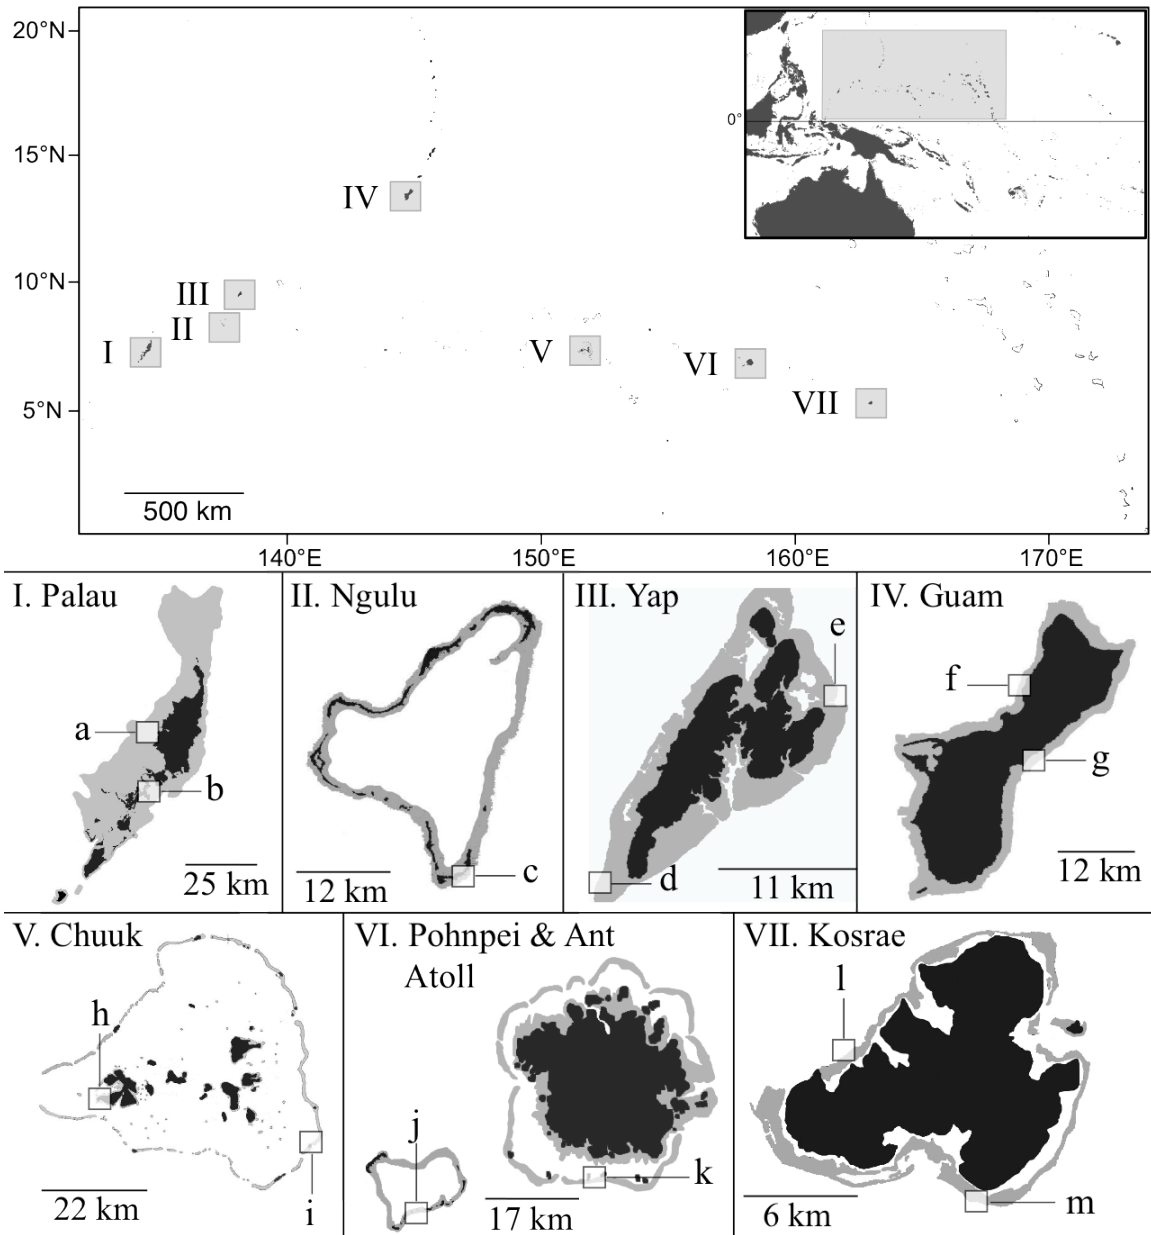 20°N
0°
15°N
IV
10°N
III
II
I
V
VI
VII
5°N
500 km
140°E
150°E
160°E
170°E
I. Palau
a
b
25 km
II. Ngulu
12 km
c
III. Yap
e
d
11 km
IV. Guam
f
g
12 km
V. Chuuk
h
22 km
i
VI. Pohnpei & Ant
Atoll
j
k
17 km
VII. Kosrae
l
6 km
m